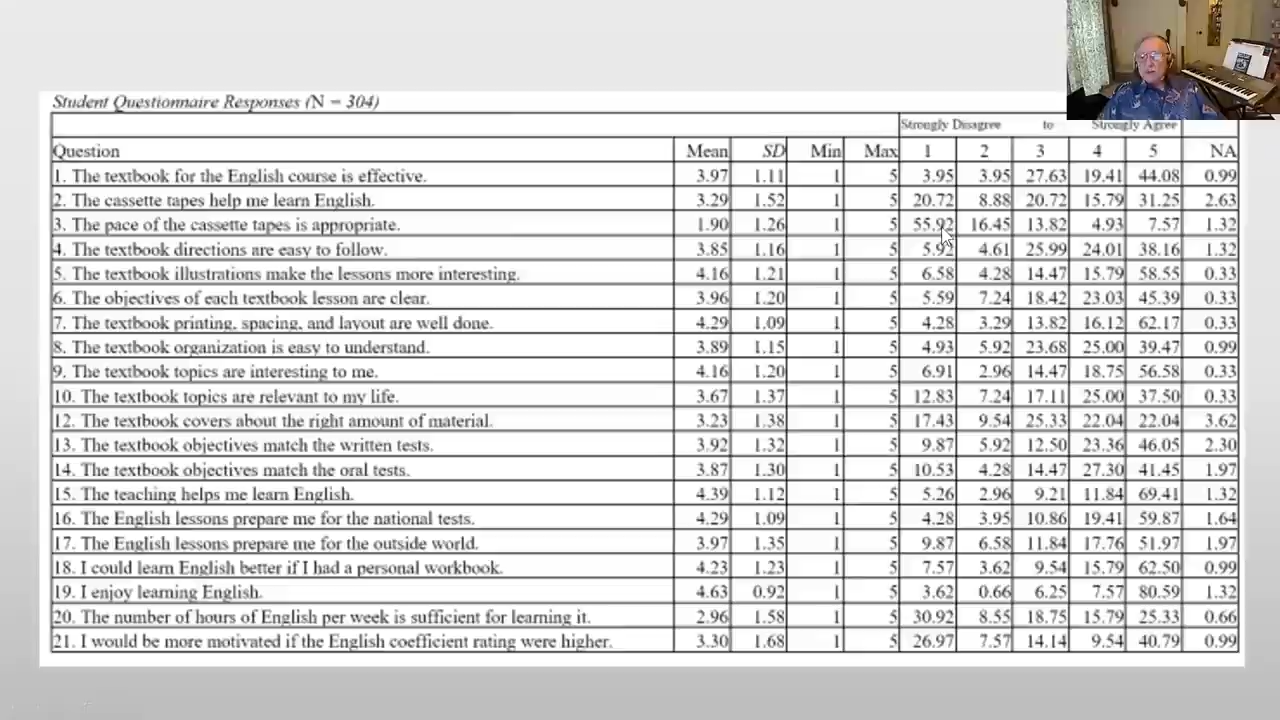 Student Questionnaire Responses (N = 304)
Strongly Disagree to Strongly Agree
Question Mean SD Min Max 1 2 3 4 5 NA
1. The textbook for the English course is effective. 3.97 1.11 1 5 3.95 3.95 27.63 19.41 44.08 0.99
2. The cassette tapes help me learn English. 3.29 1.52 1 5 20.72 8.88 20.72 15.79 31.25 2.63
3. The pace of the cassette tapes is appropriate. 1.90 1.26 1 5 55.92 16.45 13.82 4.93 7.57 1.32
4. The textbook directions are easy to follow. 3.85 1.16 1 5 5.92 4.61 25.99 24.01 38.16 1.32
5. The textbook illustrations make the lessons more interesting. 4.16 1.21 1 5 6.58 4.28 14.47 15.79 58.55 0.33
6. The objectives of each textbook lesson are clear. 3.96 1.20 1 5 5.59 7.24 18.42 23.03 45.39 0.33
7. The textbook printing, spacing, and layout are well done. 4.29 1.09 1 5 4.28 3.29 13.82 16.12 62.17 0.33
8. The textbook organization is easy to understand. 3.89 1.15 1 5 4.93 5.92 23.68 25.00 39.47 0.99
9. The textbook topics are interesting to me. 4.16 1.20 1 5 6.91 2.96 14.47 18.75 56.58 0.33
10. The textbook topics are relevant to my life. 3.67 1.37 1 5 12.83 7.24 17.11 25.00 37.50 0.33
12. The textbook covers about the right amount of material. 3.23 1.38 1 5 17.43 9.54 25.33 22.04 22.04 3.62
13. The textbook objectives match the written tests. 3.92 1.32 1 5 9.87 5.92 12.50 23.36 46.05 2.30
14. The textbook objectives match the oral tests. 3.87 1.30 1 5 10.53 4.28 14.47 27.30 41.45 1.97
15. The teaching helps me learn English. 4.39 1.12 1 5 5.26 2.96 9.21 11.84 69.41 1.32
16. The English lessons prepare me for the national tests. 4.29 1.09 1 5 4.28 3.95 10.86 19.41 59.87 1.64
17. The English lessons prepare me for the outside world. 3.97 1.35 1 5 9.87 6.58 11.84 17.76 51.97 1.97
18. I could learn English better if I had a personal workbook. 4.23 1.23 1 5 7.57 3.62 9.54 15.79 62.50 0.99
19. I enjoy learning English. 4.63 0.92 1 5 3.62 0.66 6.25 7.57 80.59 1.32
20. The number of hours of English per week is sufficient for learning it. 2.96 1.58 1 5 30.92 8.55 18.75 15.79 25.33 0.66
21. I would be more motivated if the English coefficient rating were higher. 3.30 1.68 1 5 26.97 7.57 14.14 9.54 40.79 0.99